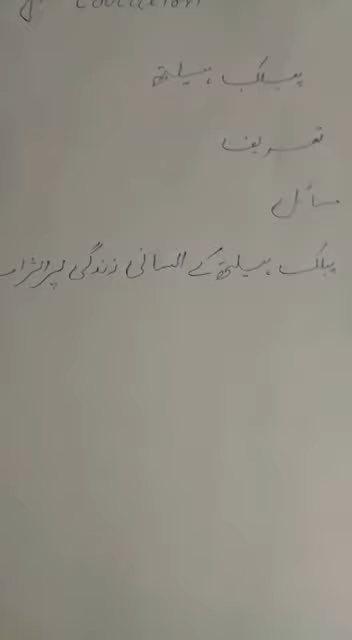 پبلک ہیلتھ
تعریف
مسائل
پبلک ہیلتھ کے انسانی زندگی پر اثرات